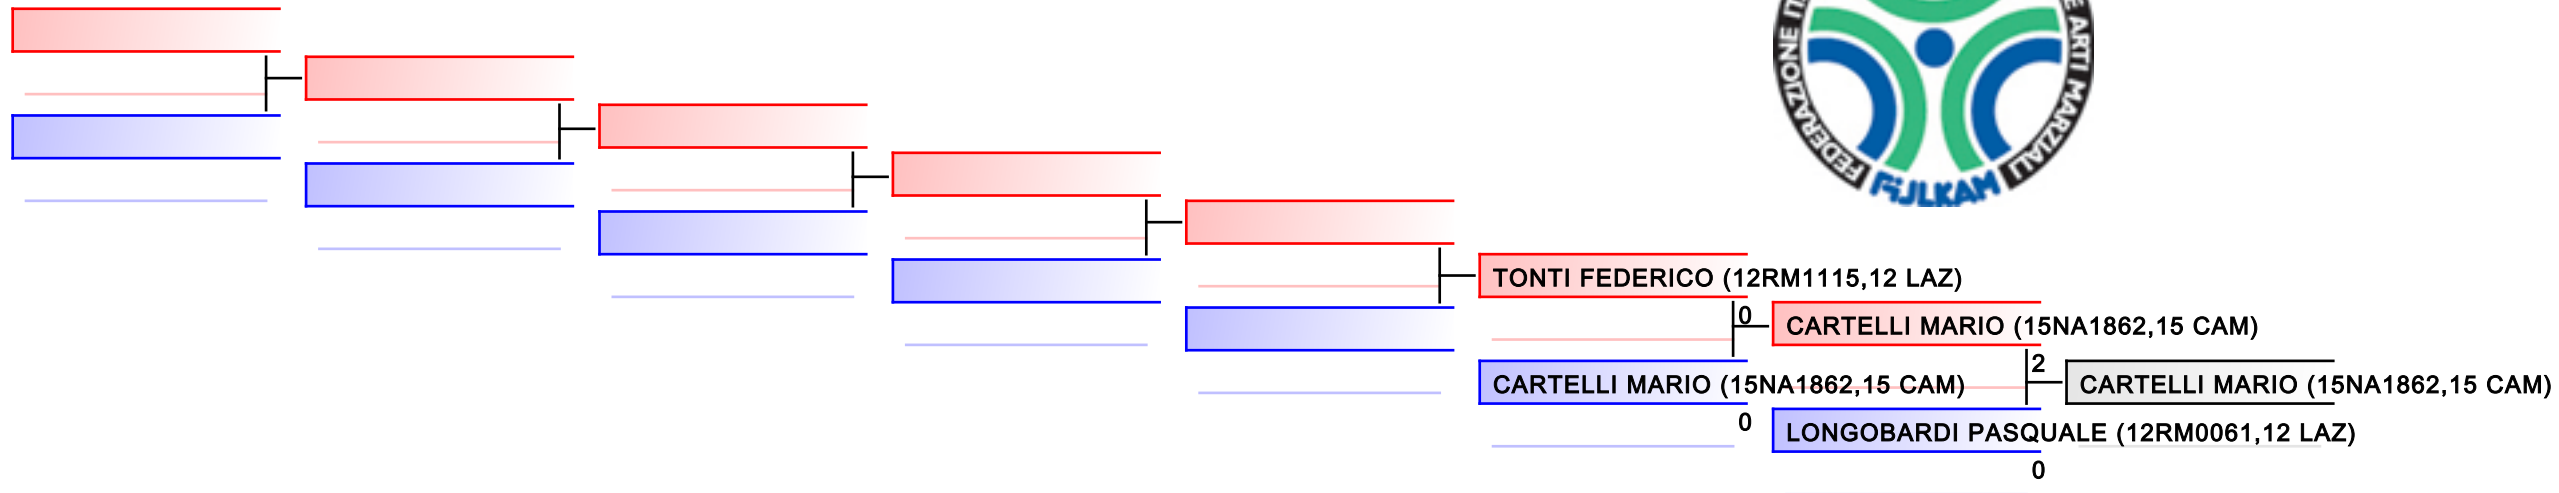 FEDERAZIONE IT
E ARTI MARZIALI
FIJLKAM
TONTI FEDERICO (12RM1115,12 LAZ)
0
CARTELLI MARIO (15NA1862,15 CAM)
2
CARTELLI MARIO (15NA1862,15 CAM)
CARTELLI MARIO (15NA1862,15 CAM)
0
LONGOBARDI PASQUALE (12RM0061,12 LAZ)
0